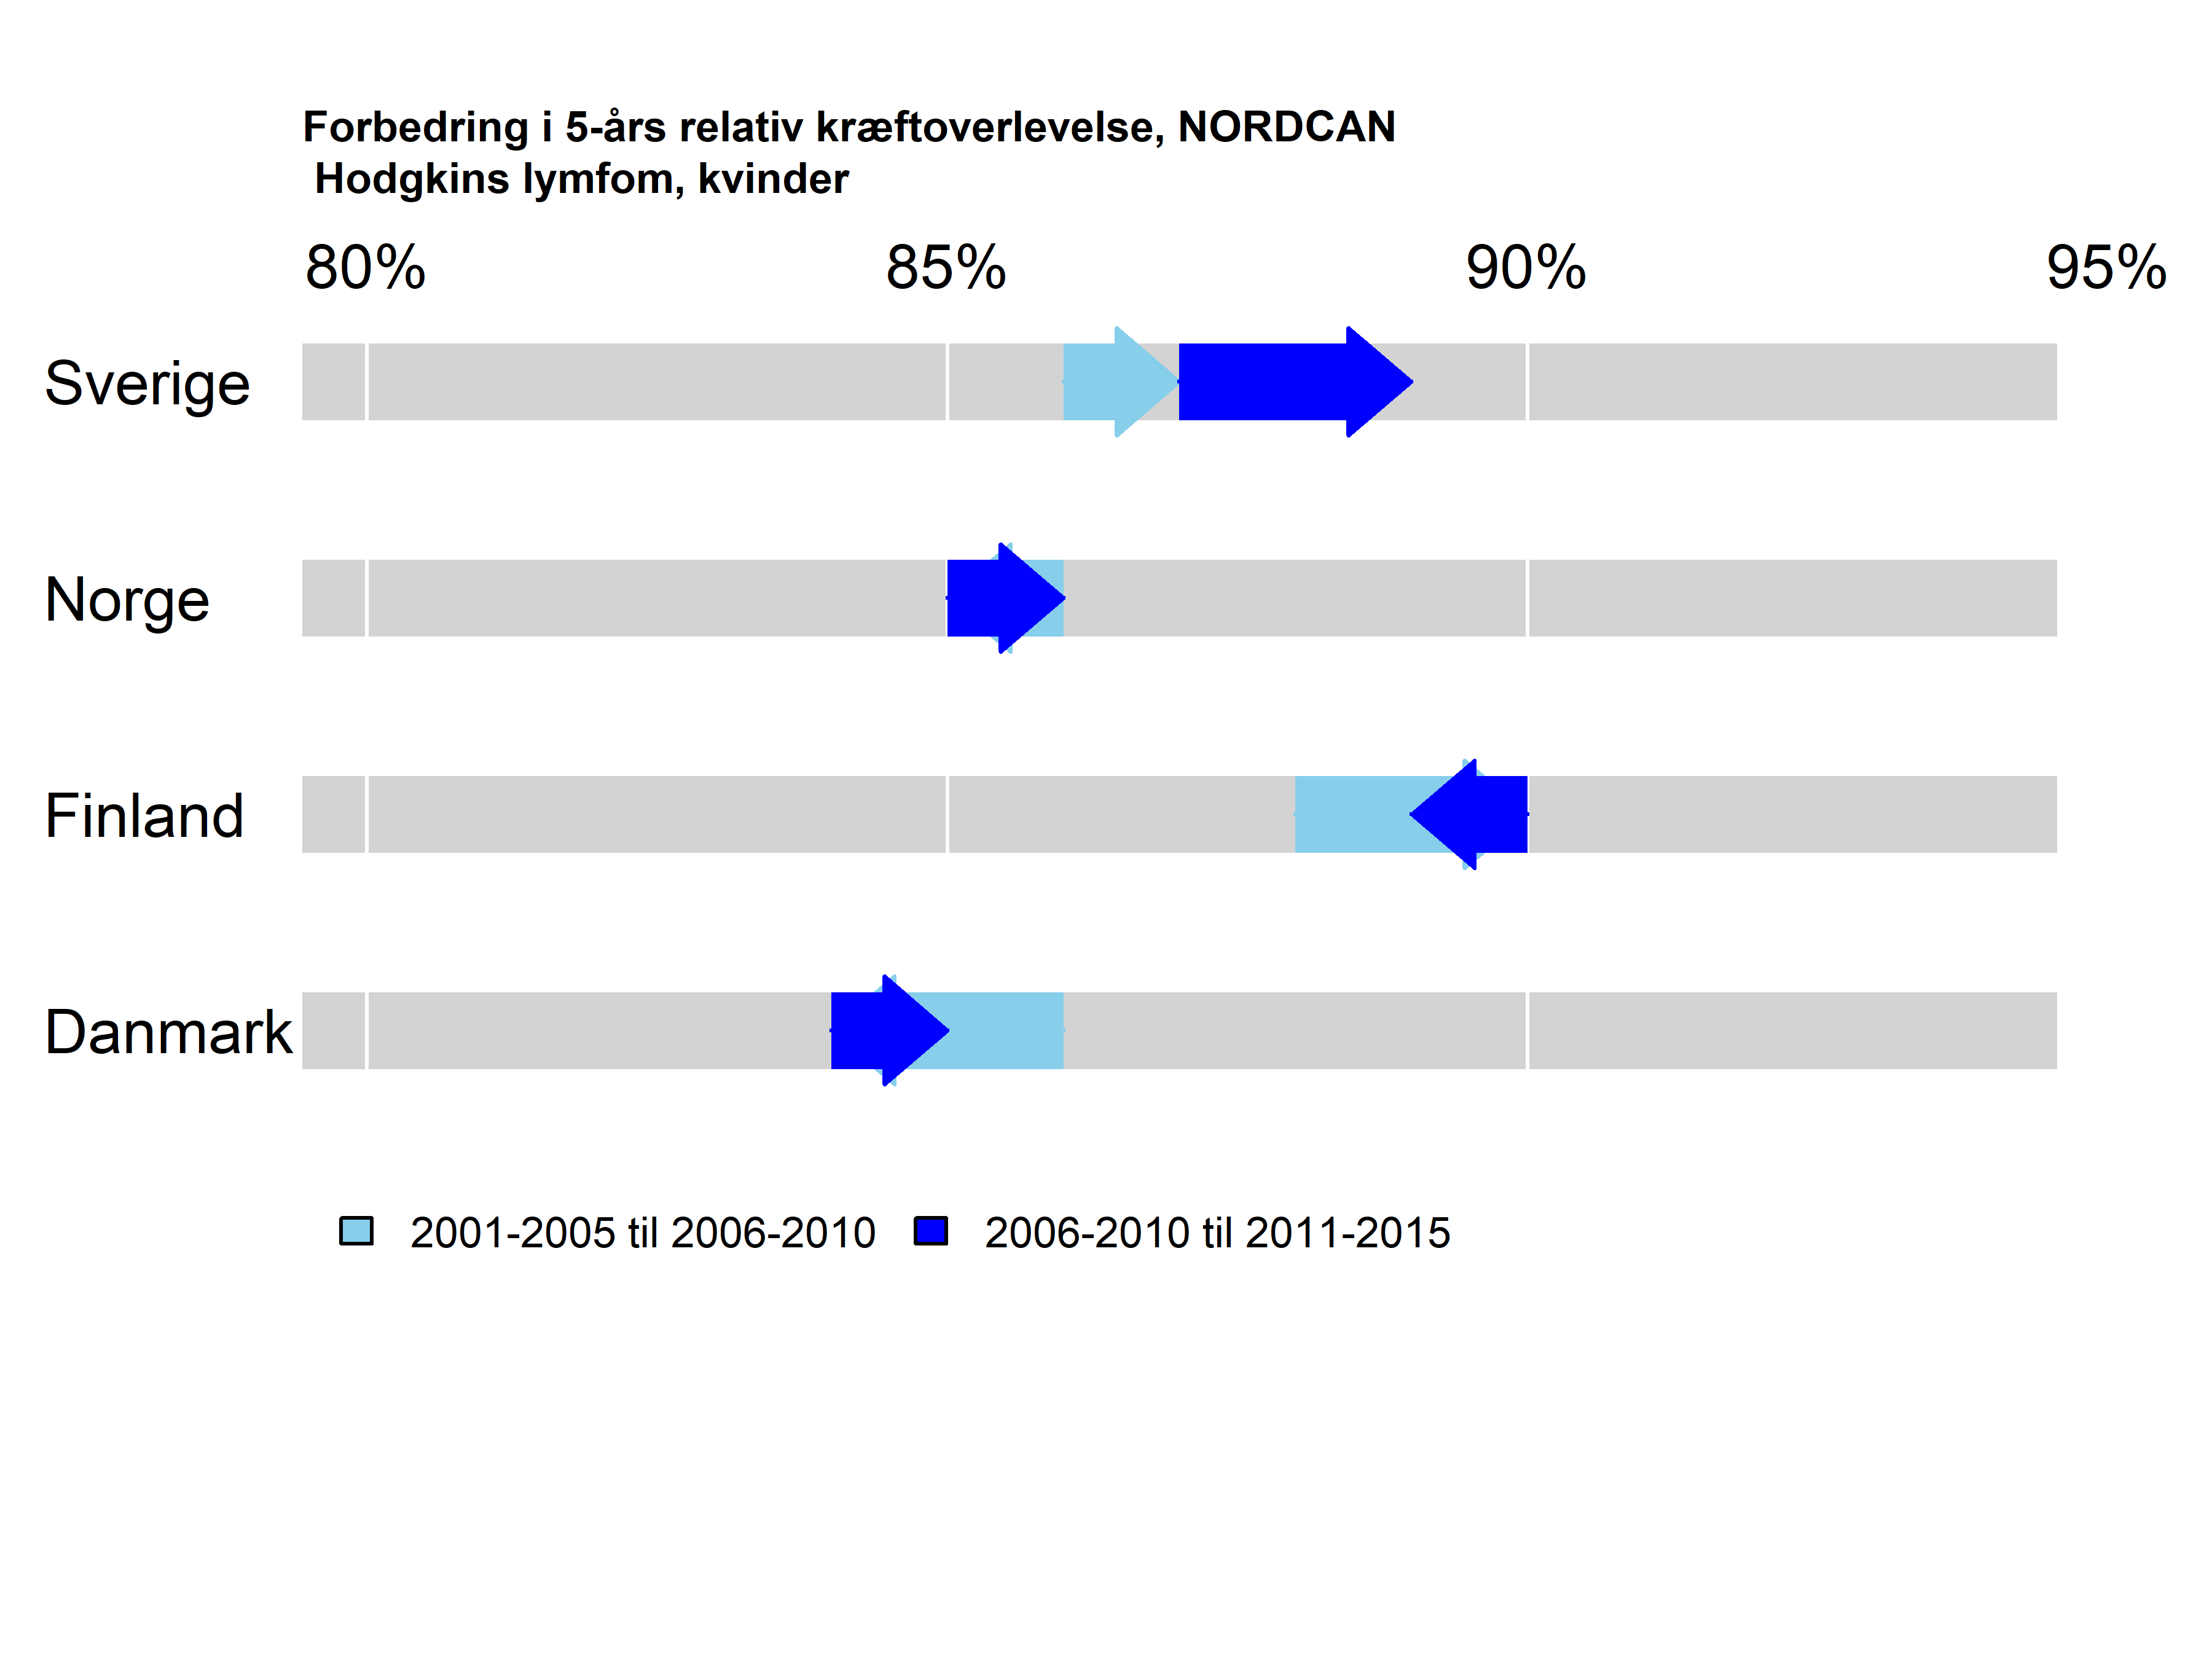 Forbedring i 5-års relativ kræftoverlevelse, NORDCAN
Hodgkins lymfom, kvinder
80% 85% 90% 95%
Sverige
Norge
Finland
Danmark
2001-2005 til 2006-2010 2006-2010 til 2011-2015